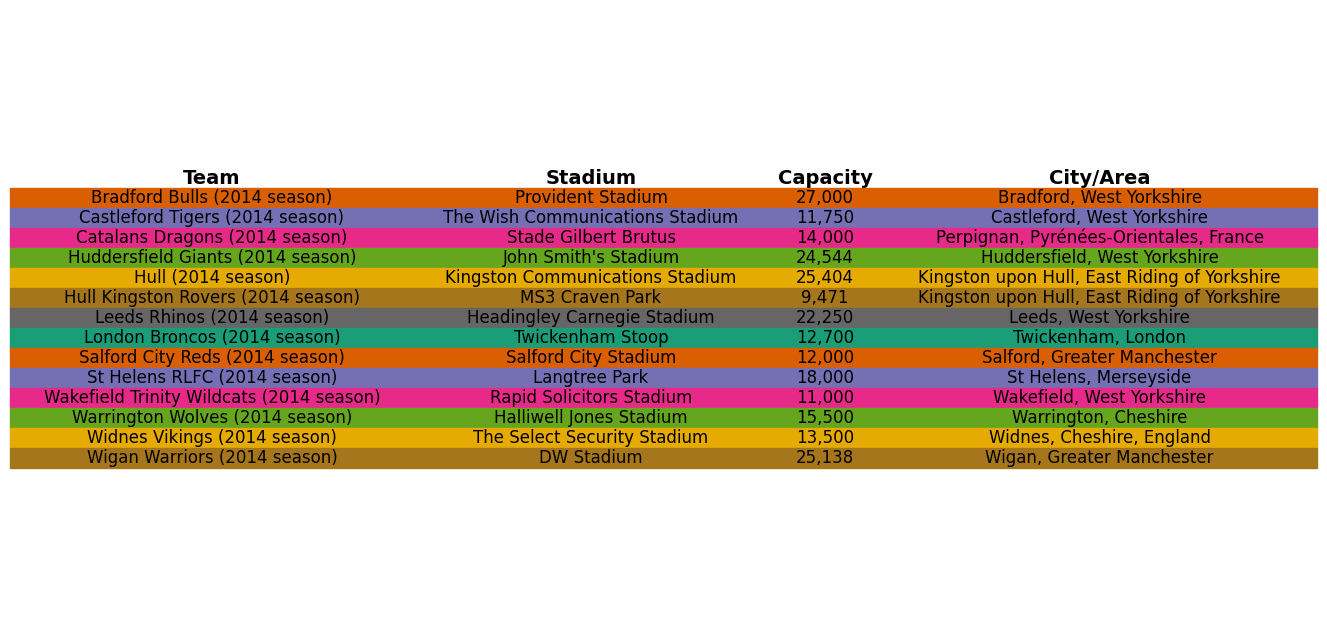 Team Stadium Capacity City/Area
Bradford Bulls (2014 season) Provident Stadium 27,000 Bradford, West Yorkshire
Castleford Tigers (2014 season) The Wish Communications Stadium 11,750 Castleford, West Yorkshire
Catalans Dragons (2014 season) Stade Gilbert Brutus 14,000 Perpignan, Pyrénées-Orientales, France
Huddersfield Giants (2014 season) John Smith's Stadium 24,544 Huddersfield, West Yorkshire
Hull (2014 season) Kingston Communications Stadium 25,404 Kingston upon Hull, East Riding of Yorkshire
Hull Kingston Rovers (2014 season) MS3 Craven Park 9,471 Kingston upon Hull, East Riding of Yorkshire
Leeds Rhinos (2014 season) Headingley Carnegie Stadium 22,250 Leeds, West Yorkshire
London Broncos (2014 season) Twickenham Stoop 12,700 Twickenham, London
Salford City Reds (2014 season) Salford City Stadium 12,000 Salford, Greater Manchester
St Helens RLFC (2014 season) Langtree Park 18,000 St Helens, Merseyside
Wakefield Trinity Wildcats (2014 season) Rapid Solicitors Stadium 11,000 Wakefield, West Yorkshire
Warrington Wolves (2014 season) Halliwell Jones Stadium 15,500 Warrington, Cheshire
Widnes Vikings (2014 season) The Select Security Stadium 13,500 Widnes, Cheshire, England
Wigan Warriors (2014 season) DW Stadium 25,138 Wigan, Greater Manchester